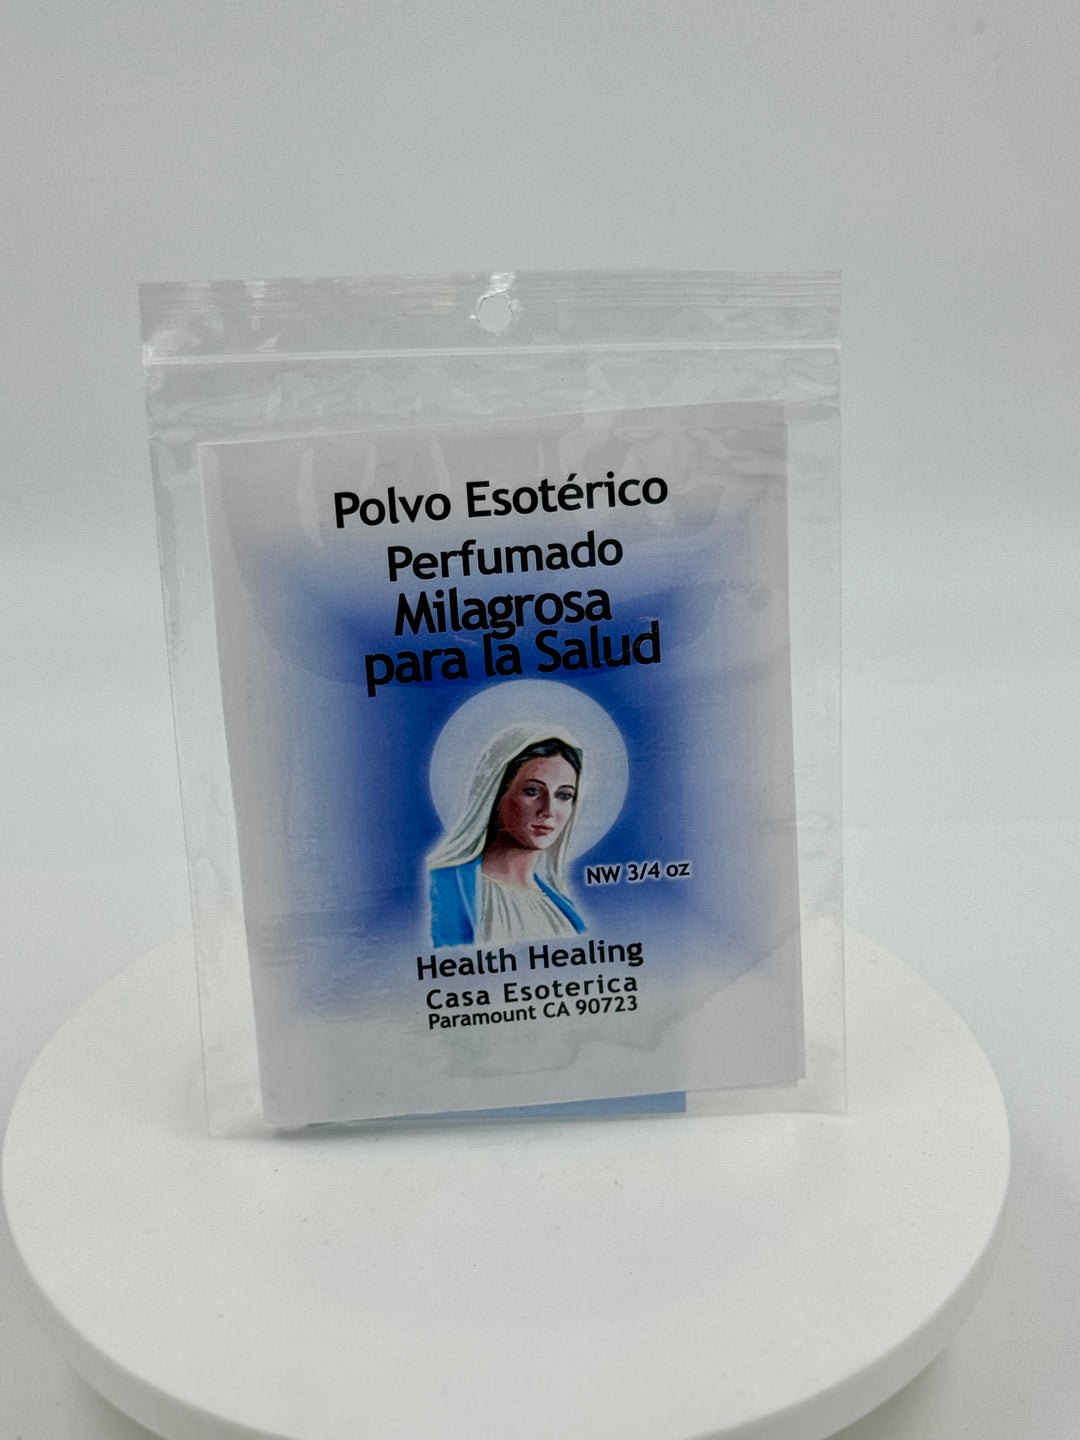 Polvo Esotérico
Perfumado
Milagrosa
para la Salud
NW 3/4 oz
Health Healing
Casa Esoterica
Paramount CA 90723